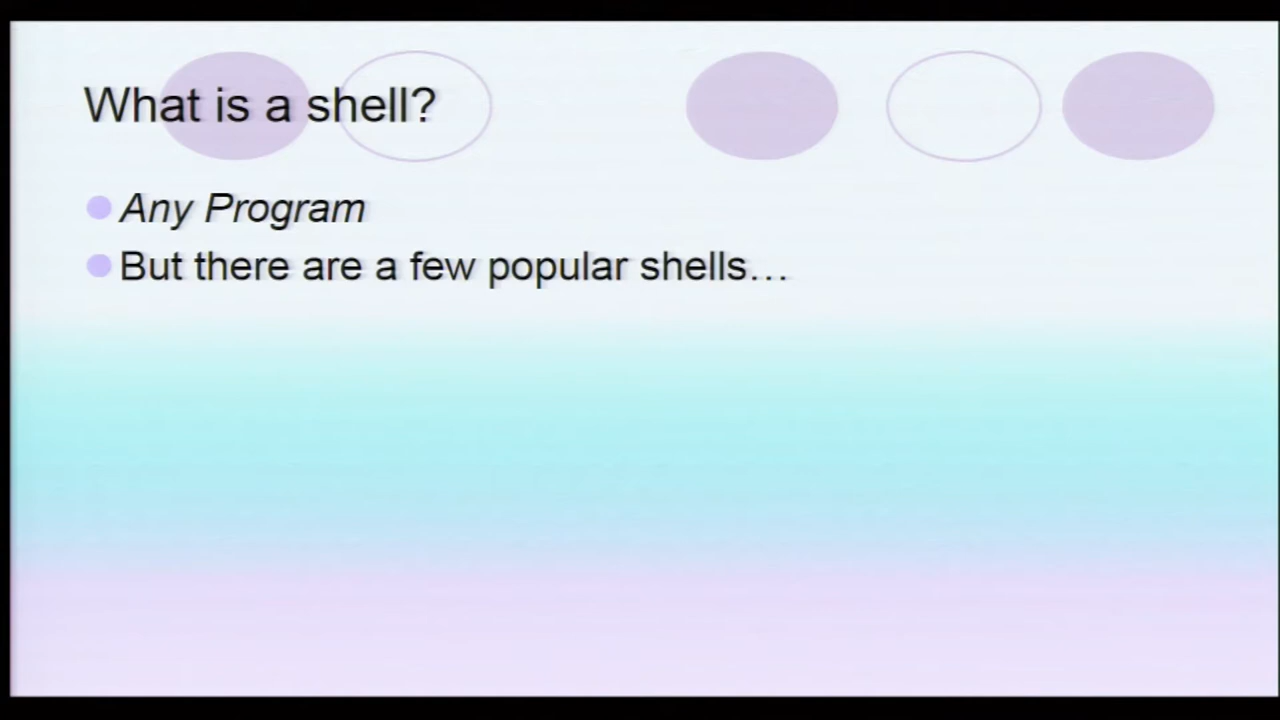 What is a shell?
Any Program
But there are a few popular shells…